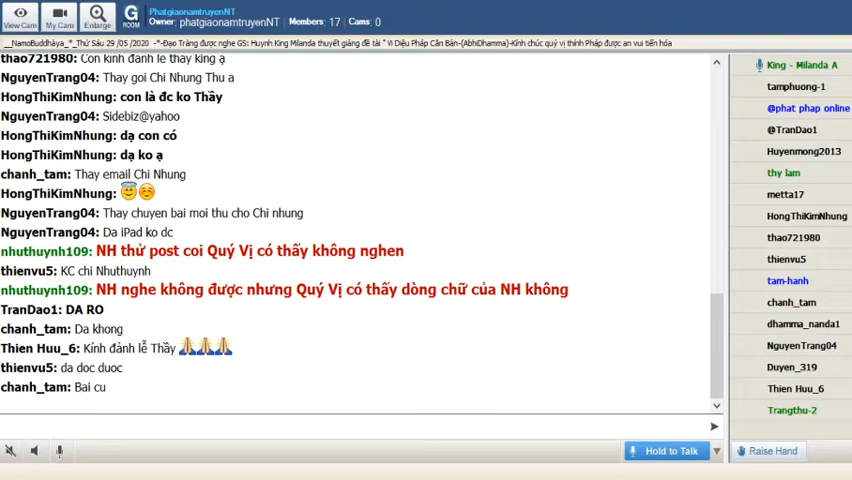 View Cam
My Cam
Enlarge
G
ROOM
PhatgiaonamtruyenNT
Owner: phatgiaonamtruyenNT Members: 17 Cams: 0
__NamoBuddhàya_*_Thứ Sáu 29 /05 /2020 -*-Đạo Tràng được nghe GS: Huynh King Milanda thuyết giảng đề tài " Vi Diệu Pháp Căn Bản-(AbhiDhamma)-Kính chúc quý vị thính Pháp được an vui tiến hóa
thao721980: Con kính đảnh lễ thầy king ạ
NguyenTrang04: Thay goi Chi Nhung Thu a
HongThiKimNhung: con là đc ko Thầy
NguyenTrang04: Sidebiz@yahoo
HongThiKimNhung: dạ con có
HongThiKimNhung: dạ ko ạ
chanh_tam: Thay email Chi Nhung
HongThiKimNhung:
NguyenTrang04: Thay chuyen bai moi thu cho Chi nhung
NguyenTrang04: Da iPad ko dc
nhuthuynh109: NH thử post coi Quý Vị có thấy không nghen
thienvu5: KC chi Nhuthuynh
nhuthuynh109: NH nghe không được nhưng Quý Vị có thấy dòng chữ của NH không
TranDao1: DA RO
chanh_tam: Da khong
Thien Huu_6: Kính đảnh lễ Thầy
thienvu5: da doc duoc
chanh_tam: Bai cu
Hold to Talk
King - Milanda A
tamphuong-1
@phat phap online
@TranDao1
Huyenmong2013
thy lam
metta17
HongThiKimNhung
thao721980
thienvu5
tam-hanh
chanh_tam
dhamma_nanda1
NguyenTrang04
Duyen_319
Thien Huu_6
Trangthu-2
Raise Hand